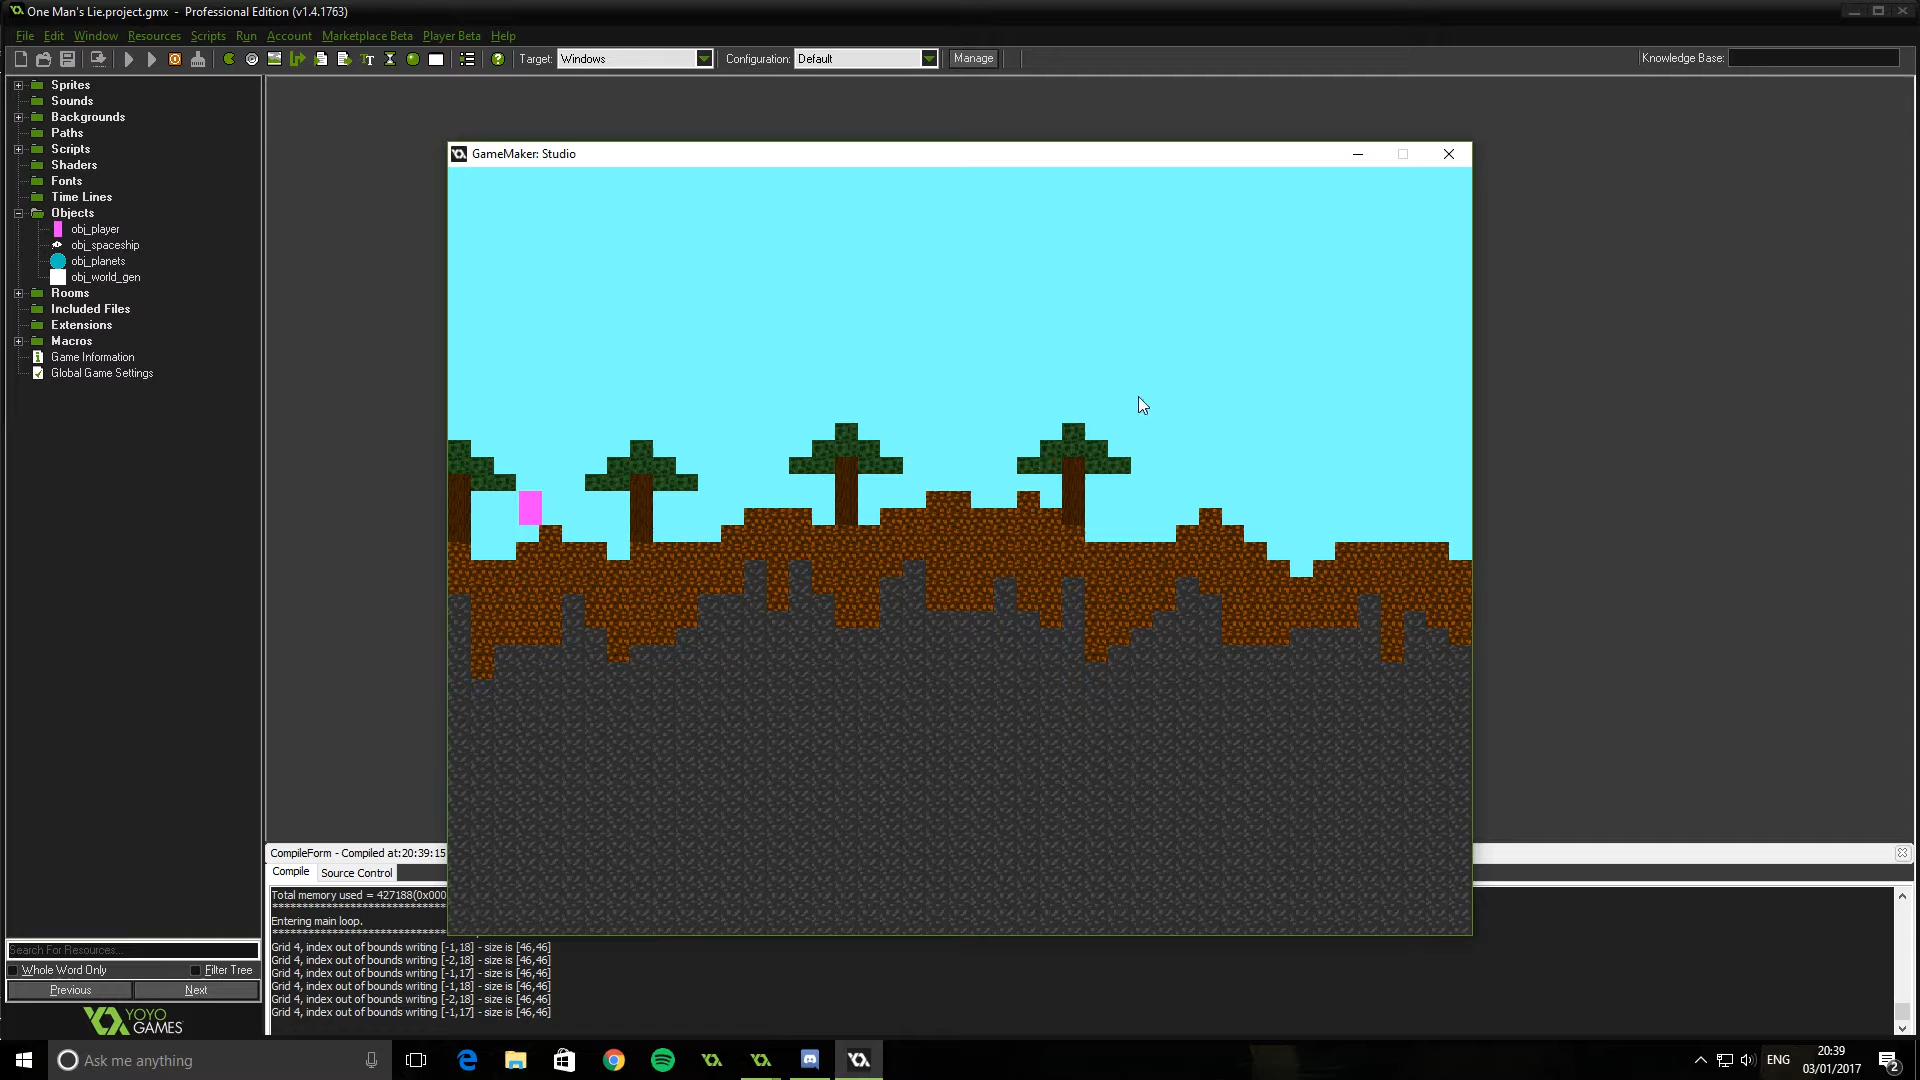 One Man's Lie.project.gmx - Professional Edition (v1.4.1763)
File Edit Window Resources Scripts Run Account Marketplace Beta Player Beta Help
Target: Windows Configuration: Default Manage Knowledge Base:
Sprites
Sounds
Backgrounds
Paths
Scripts
Shaders
Fonts
Time Lines
Objects
obj_player
obj_spaceship
obj_planets
obj_world_gen
Rooms
Included Files
Extensions
Macros
Game Information
Global Game Settings
GameMaker: Studio
CompileForm - Compiled at:20:39:15
Compile Source Control
Total memory used = 427188(0x000
Entering main loop.
Grid 4, index out of bounds writing [-1,18] - size is [46,46]
Grid 4, index out of bounds writing [-2,18] - size is [46,46]
Grid 4, index out of bounds writing [-1,17] - size is [46,46]
Grid 4, index out of bounds writing [-1,18] - size is [46,46]
Grid 4, index out of bounds writing [-2,18] - size is [46,46]
Grid 4, index out of bounds writing [-1,17] - size is [46,46]
Search For Resources...
Whole Word Only Filter Tree
Previous Next
YOYO
GAMES
Ask me anything
ENG
20:39
03/01/2017
2